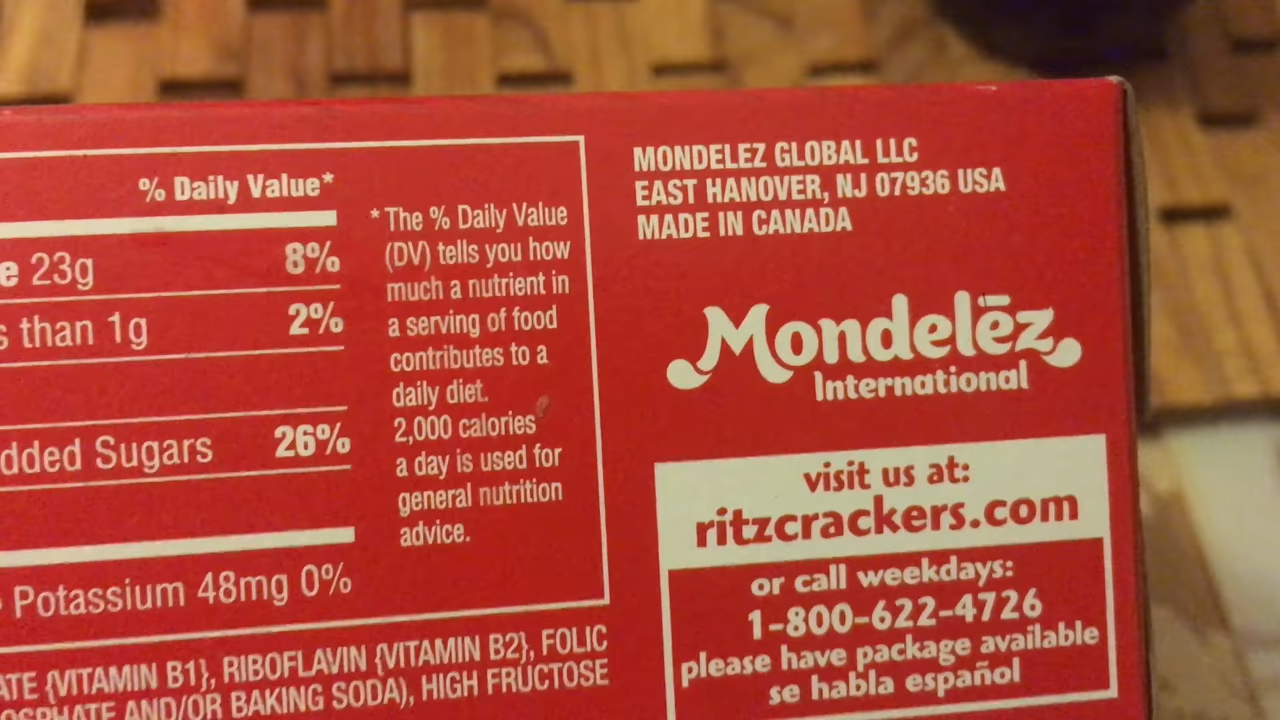 % Daily Value*
e 23g 8%
s than 1g 2%
dded Sugars 26%
Potassium 48mg 0%
* The % Daily Value
(DV) tells you how
much a nutrient in
a serving of food
contributes to a
daily diet.
2,000 calories
a day is used for
general nutrition
advice.
ATE {VITAMIN B1}, RIBOFLAVIN {VITAMIN B2}, FOLIC
OSPHATE AND/OR BAKING SODA), HIGH FRUCTOSE
MONDELEZ GLOBAL LLC
EAST HANOVER, NJ 07936 USA
MADE IN CANADA
Mondelēz
International
visit us at:
ritzcrackers.com
or call weekdays:
1-800-622-4726
please have package available
se habla español